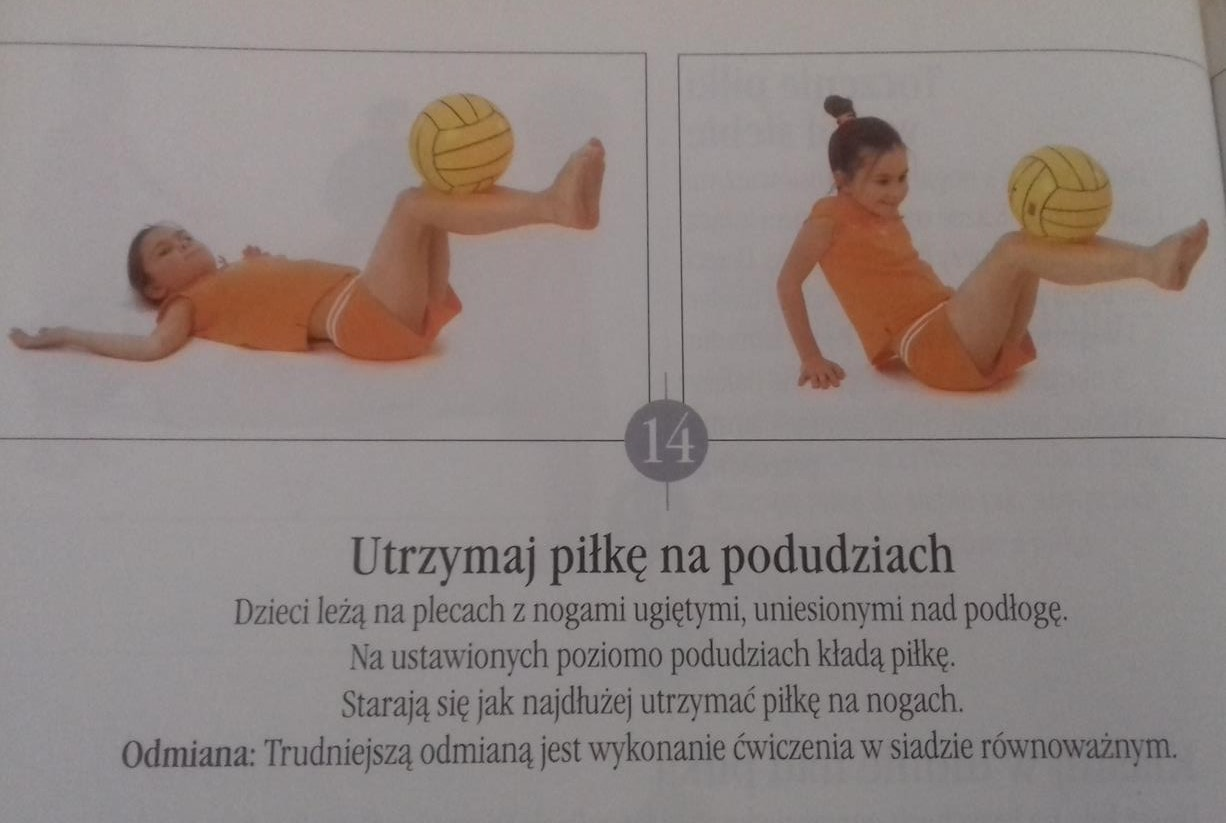 14
Utrzymaj piłkę na podudziach
Dzieci leżą na plecach z nogami ugiętymi, uniesionymi nad podłogę.
Na ustawionych poziomo podudziach kładą piłkę.
Starają się jak najdłużej utrzymać piłkę na nogach.
Odmiana: Trudniejszą odmianą jest wykonanie ćwiczenia w siadzie równoważnym.